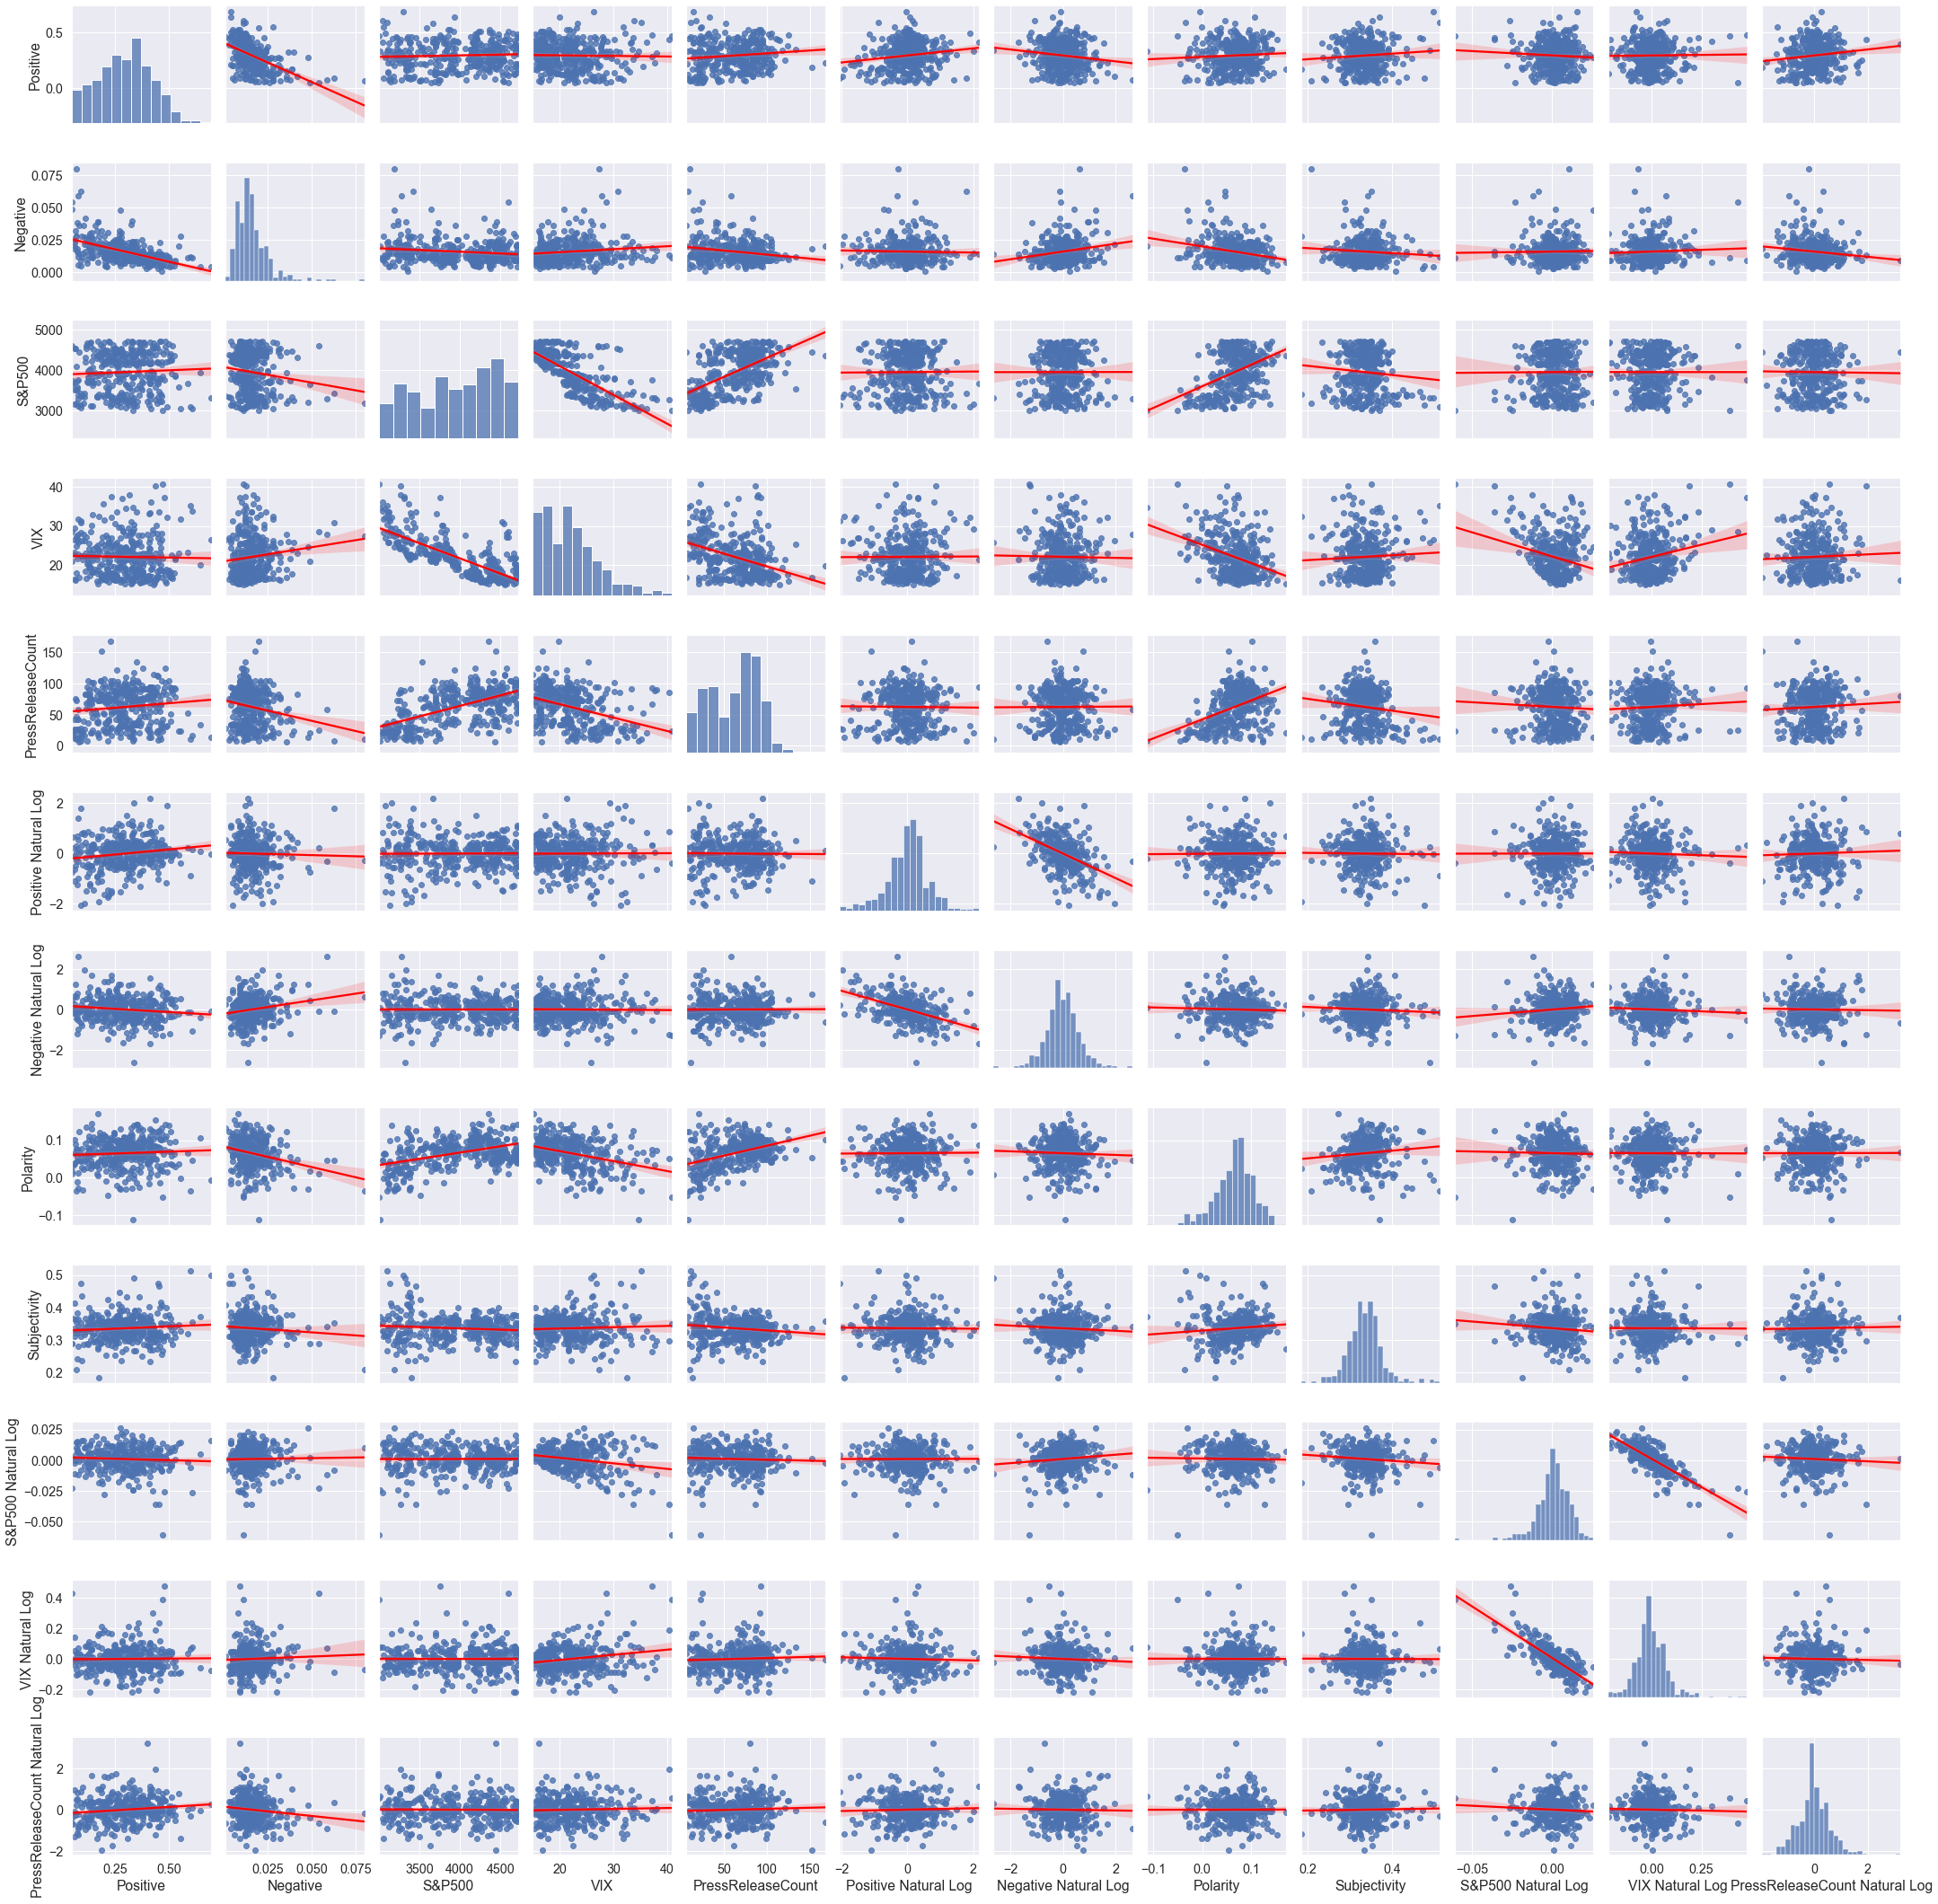 0.5
0.0
Positive
0.075
0.050
0.025
0.000
Negative
5000
4000
3000
S&P500
40
30
20
VIX
150
100
50
0
PressReleaseCount
2
0
−2
Positive Natural Log
2
0
−2
Negative Natural Log
0.1
0.0
−0.1
Polarity
0.5
0.4
0.3
0.2
Subjectivity
0.025
0.000
−0.025
−0.050
S&P500 Natural Log
0.4
0.2
0.0
−0.2
VIX Natural Log
2
0
−2
PressReleaseCount Natural Log
0.25 0.50
Positive
0.025 0.050 0.075
Negative
3500 4000 4500
S&P500
20 30 40
VIX
50 100 150
PressReleaseCount
−2 0 2
Positive Natural Log
−2 0 2
Negative Natural Log
−0.1 0.0 0.1
Polarity
0.2 0.4
Subjectivity
−0.05 0.00
S&P500 Natural Log
0.00 0.25
VIX Natural Log
0 2
PressReleaseCount Natural Log